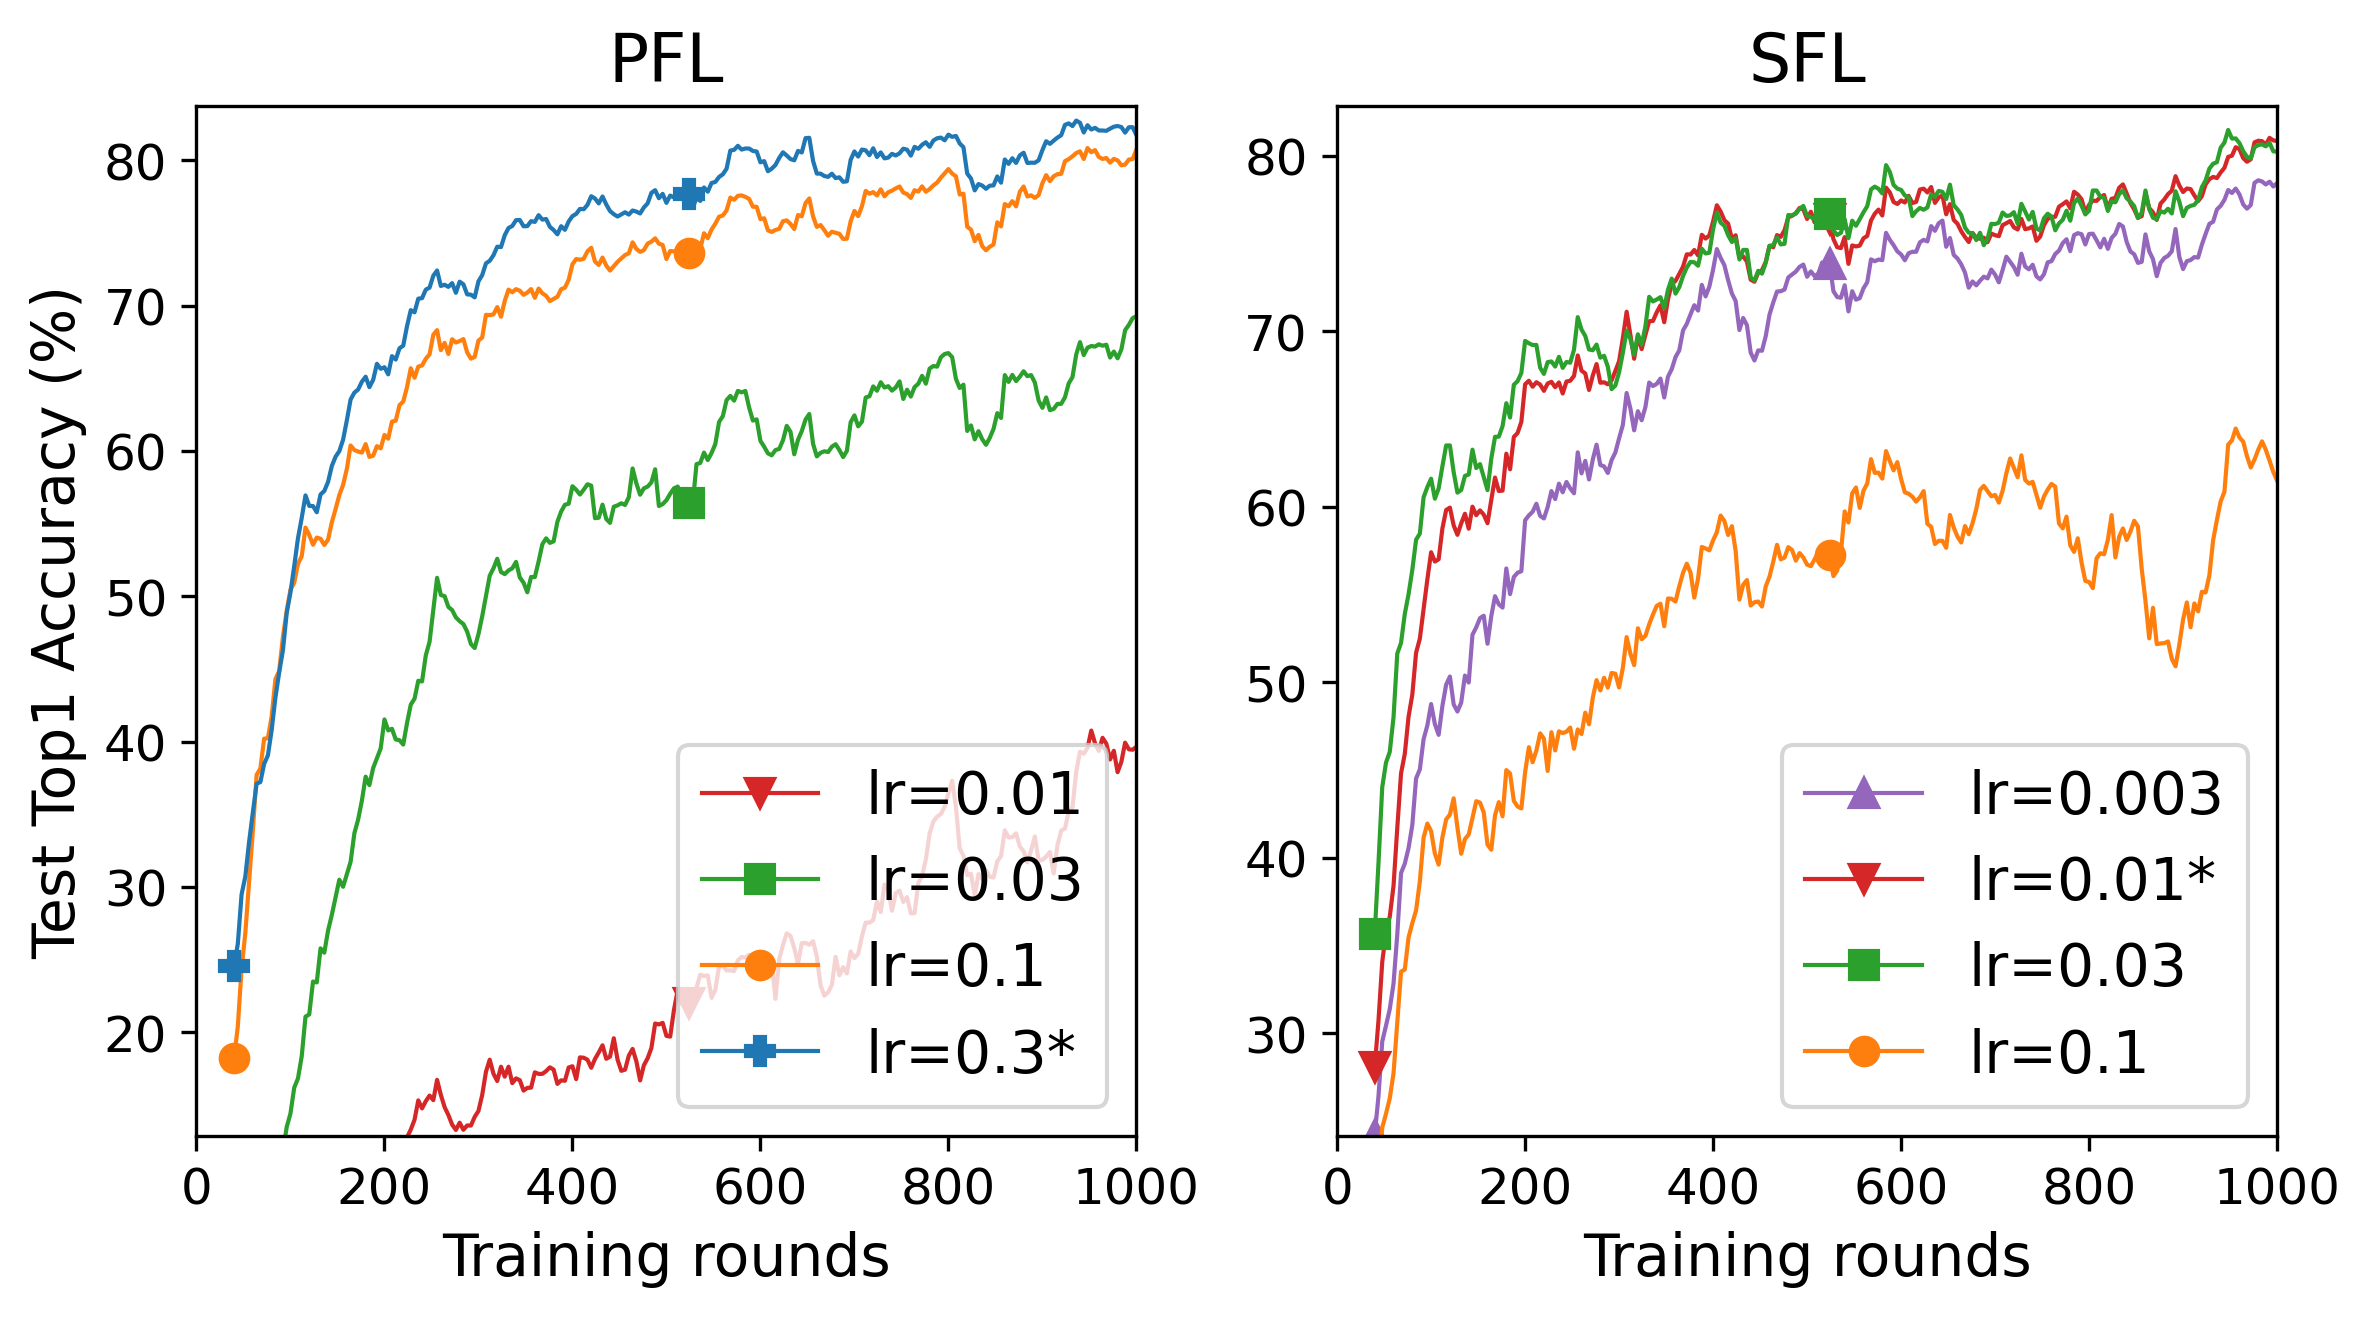 PFL
Test Top1 Accuracy (%)
80
70
60
50
40
30
20
0 200 400 600 800 1000
Training rounds
lr=0.01
lr=0.03
lr=0.1
lr=0.3*
SFL
80
70
60
50
40
30
0 200 400 600 800 1000
Training rounds
lr=0.003
lr=0.01*
lr=0.03
lr=0.1